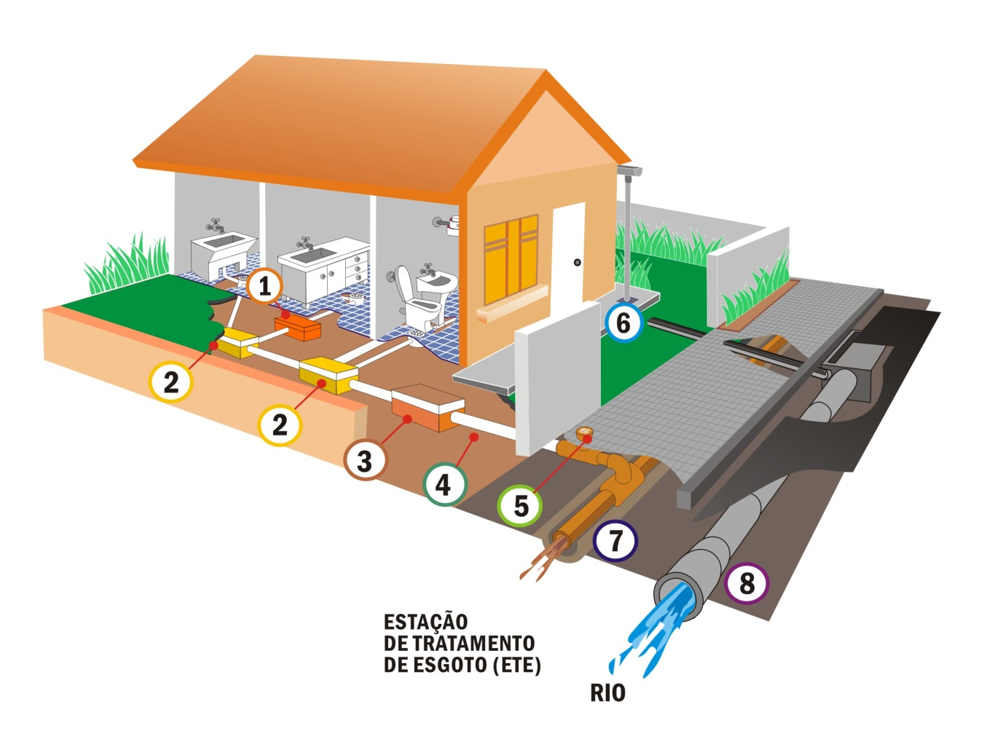 1
6
2
2
3
4
5
7
8
ESTAÇÃO
DE TRATAMENTO
DE ESGOTO (ETE)
RIO